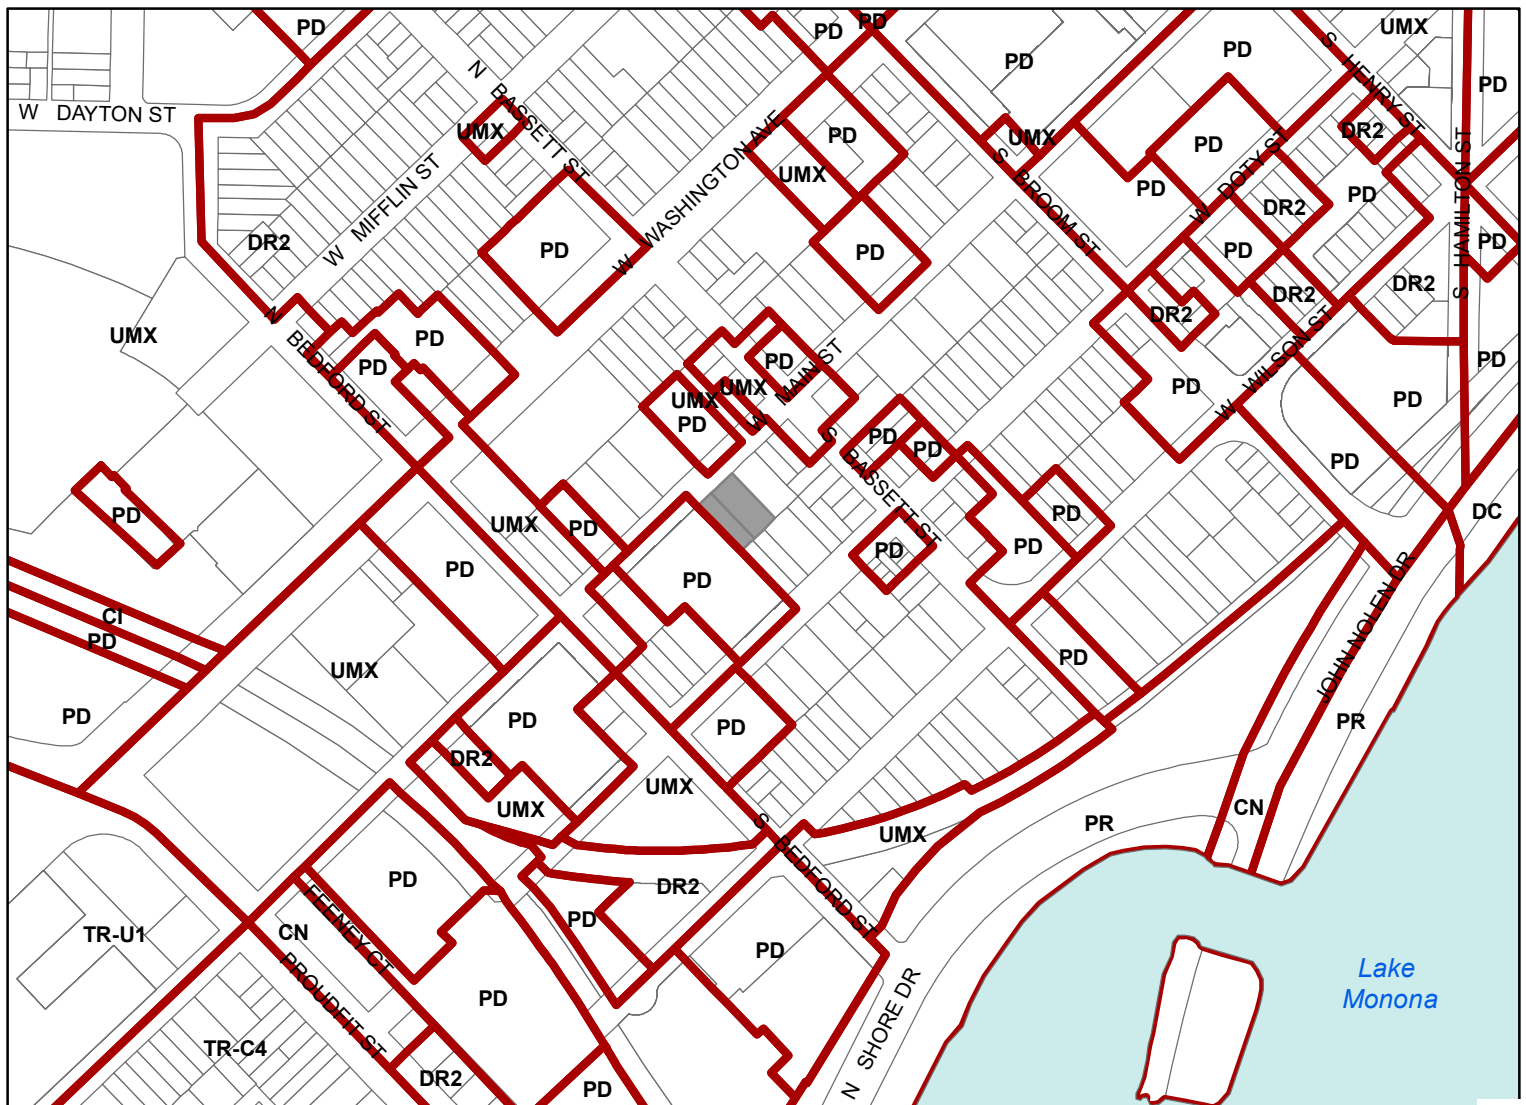 PD
PD
PD
UMX
PD
PD
PD
N BASSETT ST
S HENRY ST
W DAYTON ST
UMX
PD
UMX
DR2
PD
W MIFFLIN ST
W WASHINGTON AVE
UMX
S BROOM ST
PD
W DOTY ST
PD
S HAMILTON ST
DR2
DR2
PD
PD
PD
PD
UMX
N BEDFORD ST
PD
PD
DR2
DR2
DR2
PD
PD
W MAIN ST
UMX
UMX
PD
PD
W WILSON ST
PD
PD
PD
PD
S BASSETT ST
PD
PD
UMX
PD
PD
DC
PD
PD
PD
PD
CI
PD
JOHN NOLEN DR
UMX
PD
PD
PD
PD
PR
DR2
UMX
UMX
CN
PR
S BEDFORD ST
UMX
PD
DR2
PD
TR-U1
CN
FEENEY CT
PD
PROUDFIT ST
PD
N SHORE DR
Lake
Monona
TR-C4
DR2
PD